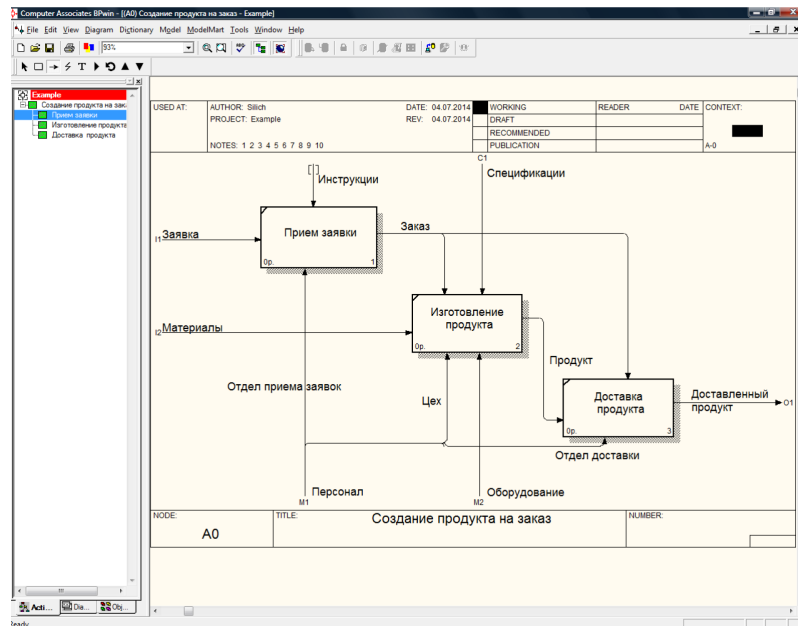 Computer Associates BPwin - [(A0) Создание продукта на заказ - Example]
File Edit View Diagram Dictionary Model ModelMart Tools Window Help
93%
Example
Создание продукта на зака
Прием заявки
Изготовление продукта
Доставка продукта
USED AT:
AUTHOR: Silich
DATE: 04.07.2014
WORKING
READER
DATE
CONTEXT:
PROJECT: Example
REV: 04.07.2014
DRAFT
RECOMMENDED
NOTES: 1 2 3 4 5 6 7 8 9 10
PUBLICATION
A-0
C1
Инструкции
Спецификации
I1 Заявка
Прием заявки
0р.
1
Заказ
I2 Материалы
Изготовление
продукта
0р.
2
Продукт
Отдел приема заявок
Цех
Доставка
продукта
0р.
3
Доставленный
продукт
O1
Отдел доставки
Персонал
M1
Оборудование
M2
NODE:
A0
TITLE:
Создание продукта на заказ
NUMBER:
Acti...
Dia...
Obj...
Ready